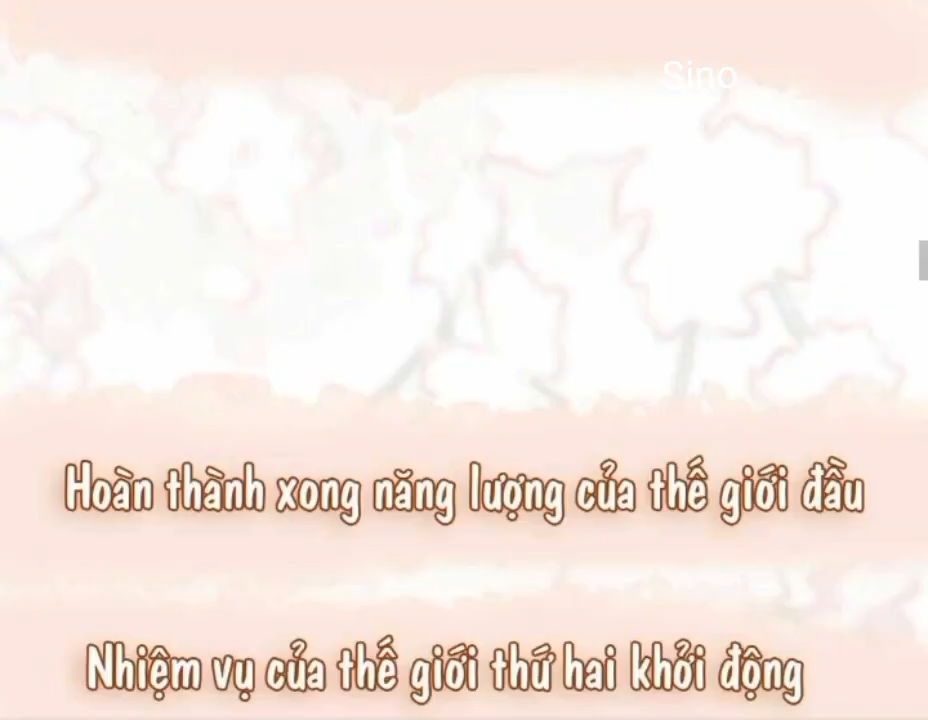 Sino
Hoàn thành xong năng lượng của thế giới đầu
Nhiệm vụ của thế giới thứ hai khởi động